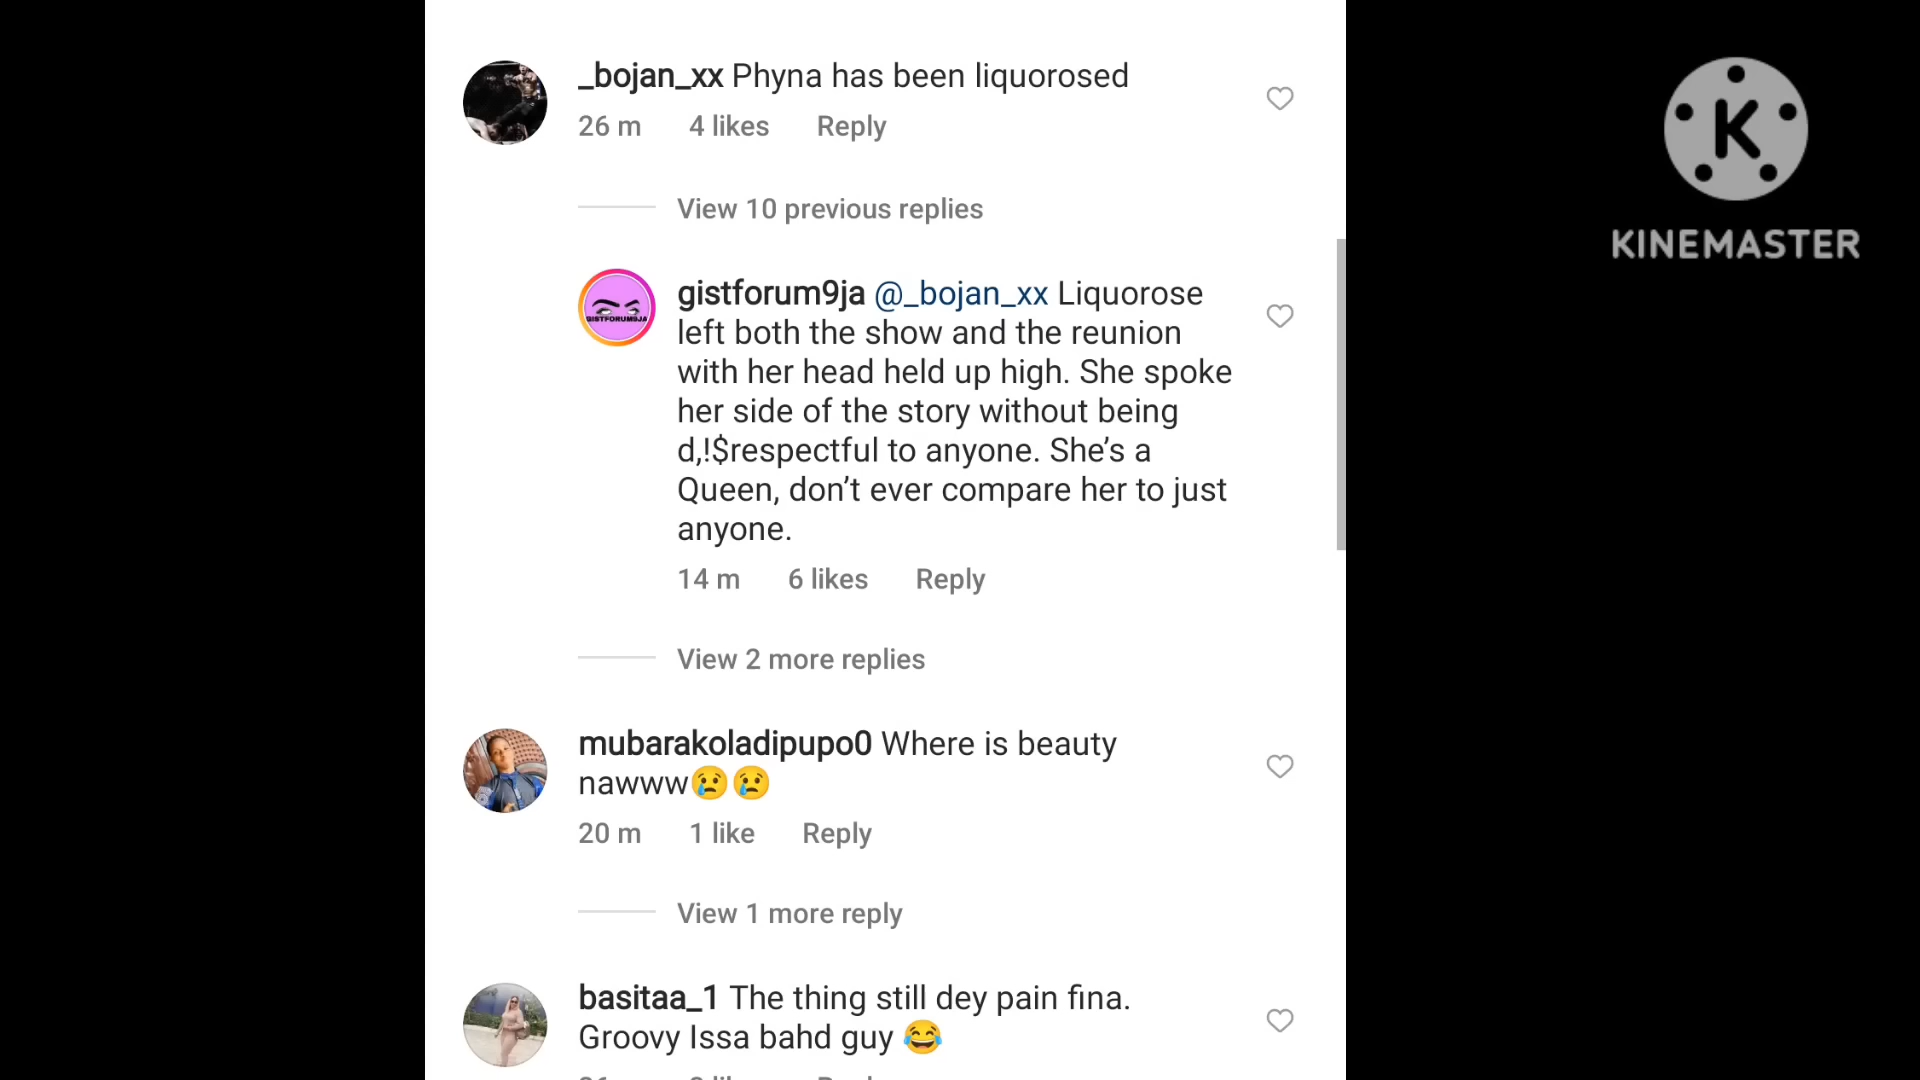 _bojan_xx Phyna has been liquorosed
26 m 4 likes Reply
View 10 previous replies
gistforum9ja @_bojan_xx Liquorose
left both the show and the reunion
with her head held up high. She spoke
her side of the story without being
d,!$respectful to anyone. She’s a
Queen, don’t ever compare her to just
anyone.
14 m 6 likes Reply
View 2 more replies
mubarakoladipupo0 Where is beauty
nawww😢😢
20 m 1 like Reply
View 1 more reply
basitaa_1 The thing still dey pain fina.
Groovy Issa bahd guy 😂
K
KINEMASTER
GISTFORUM9JA